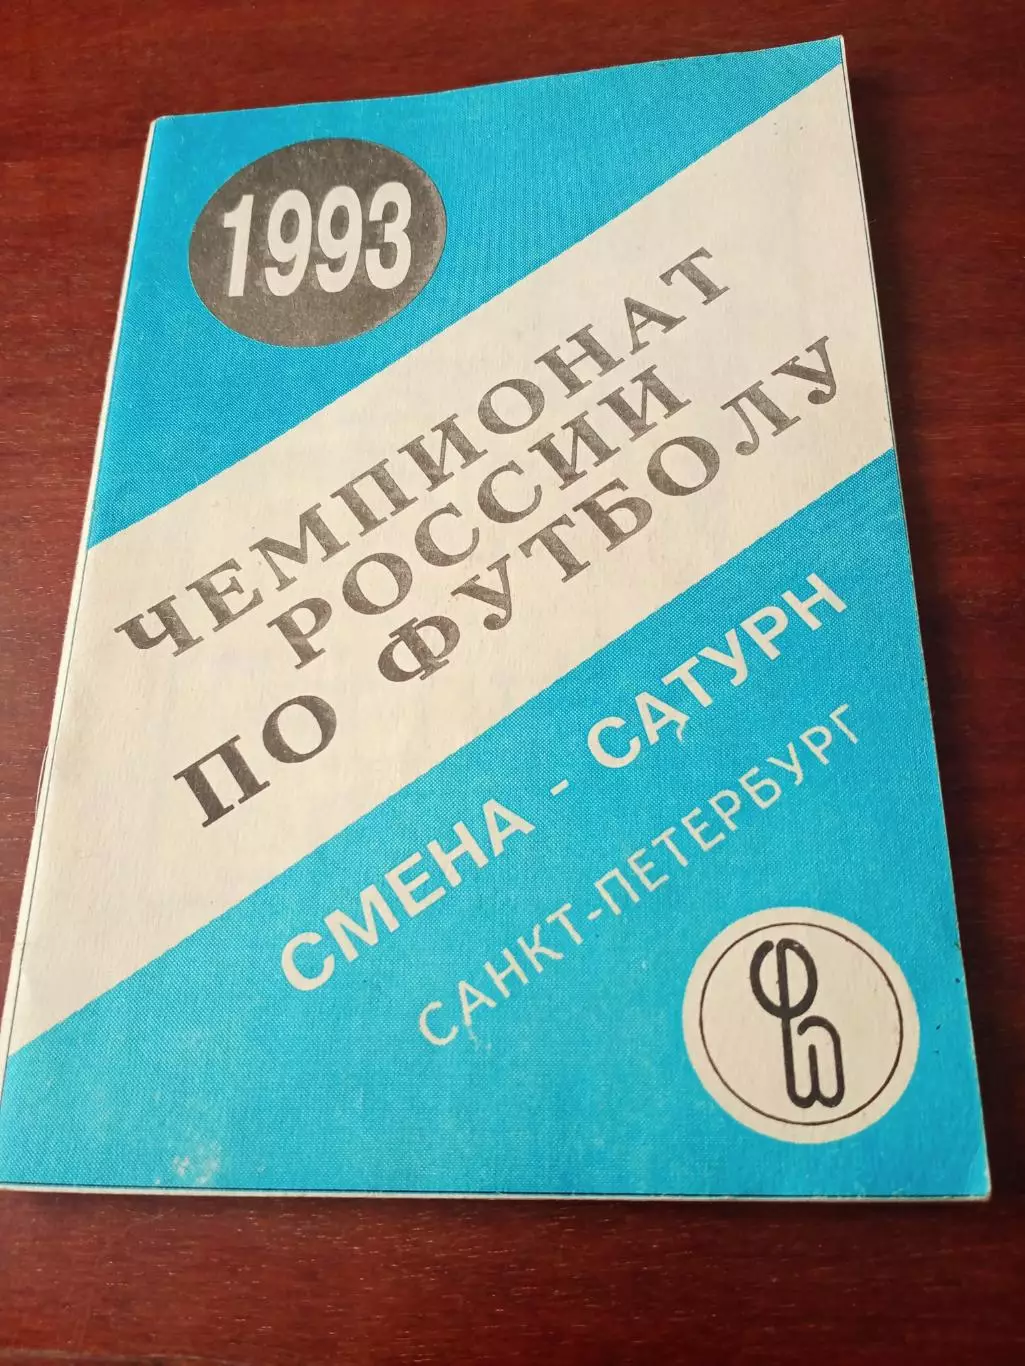 1993
ЧЕМПИОНАТ
РОССИИ
ПО ФУТБОЛУ
СМЕНА - САТУРН
САНКТ-ПЕТЕРБУРГ